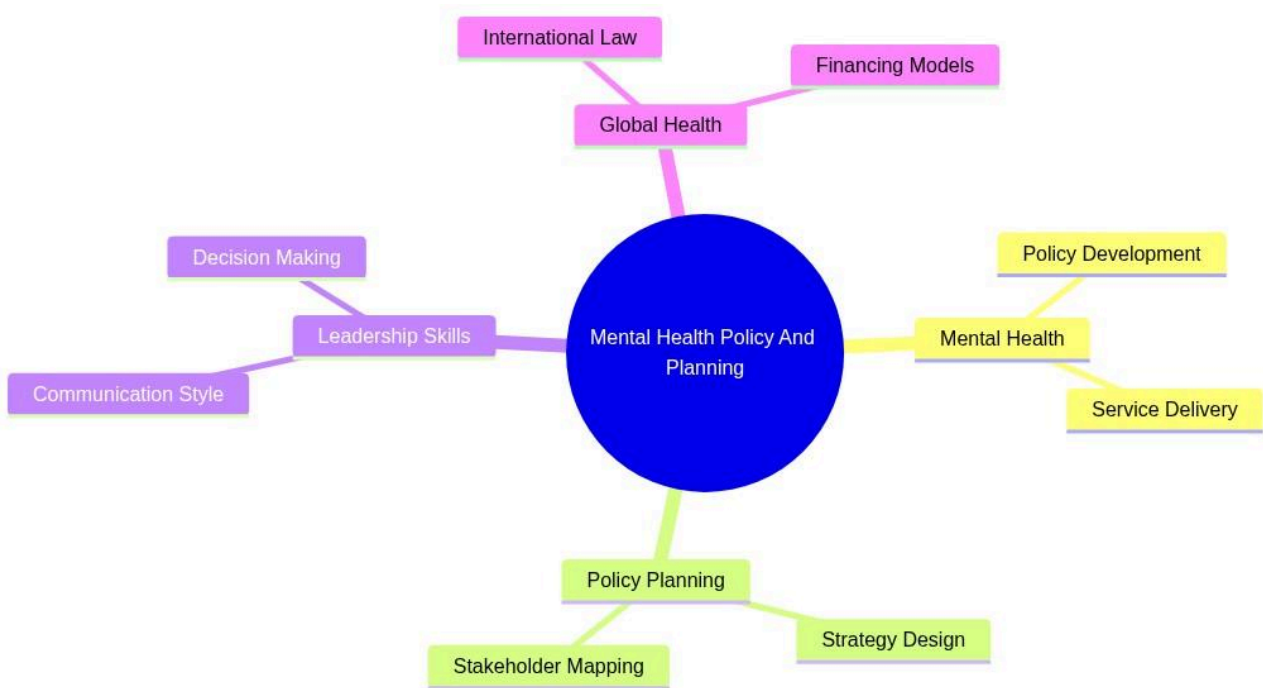 International Law
Financing Models
Global Health
Decision Making
Policy Development
Leadership Skills
Mental Health Policy And
Planning
Mental Health
Communication Style
Service Delivery
Policy Planning
Strategy Design
Stakeholder Mapping